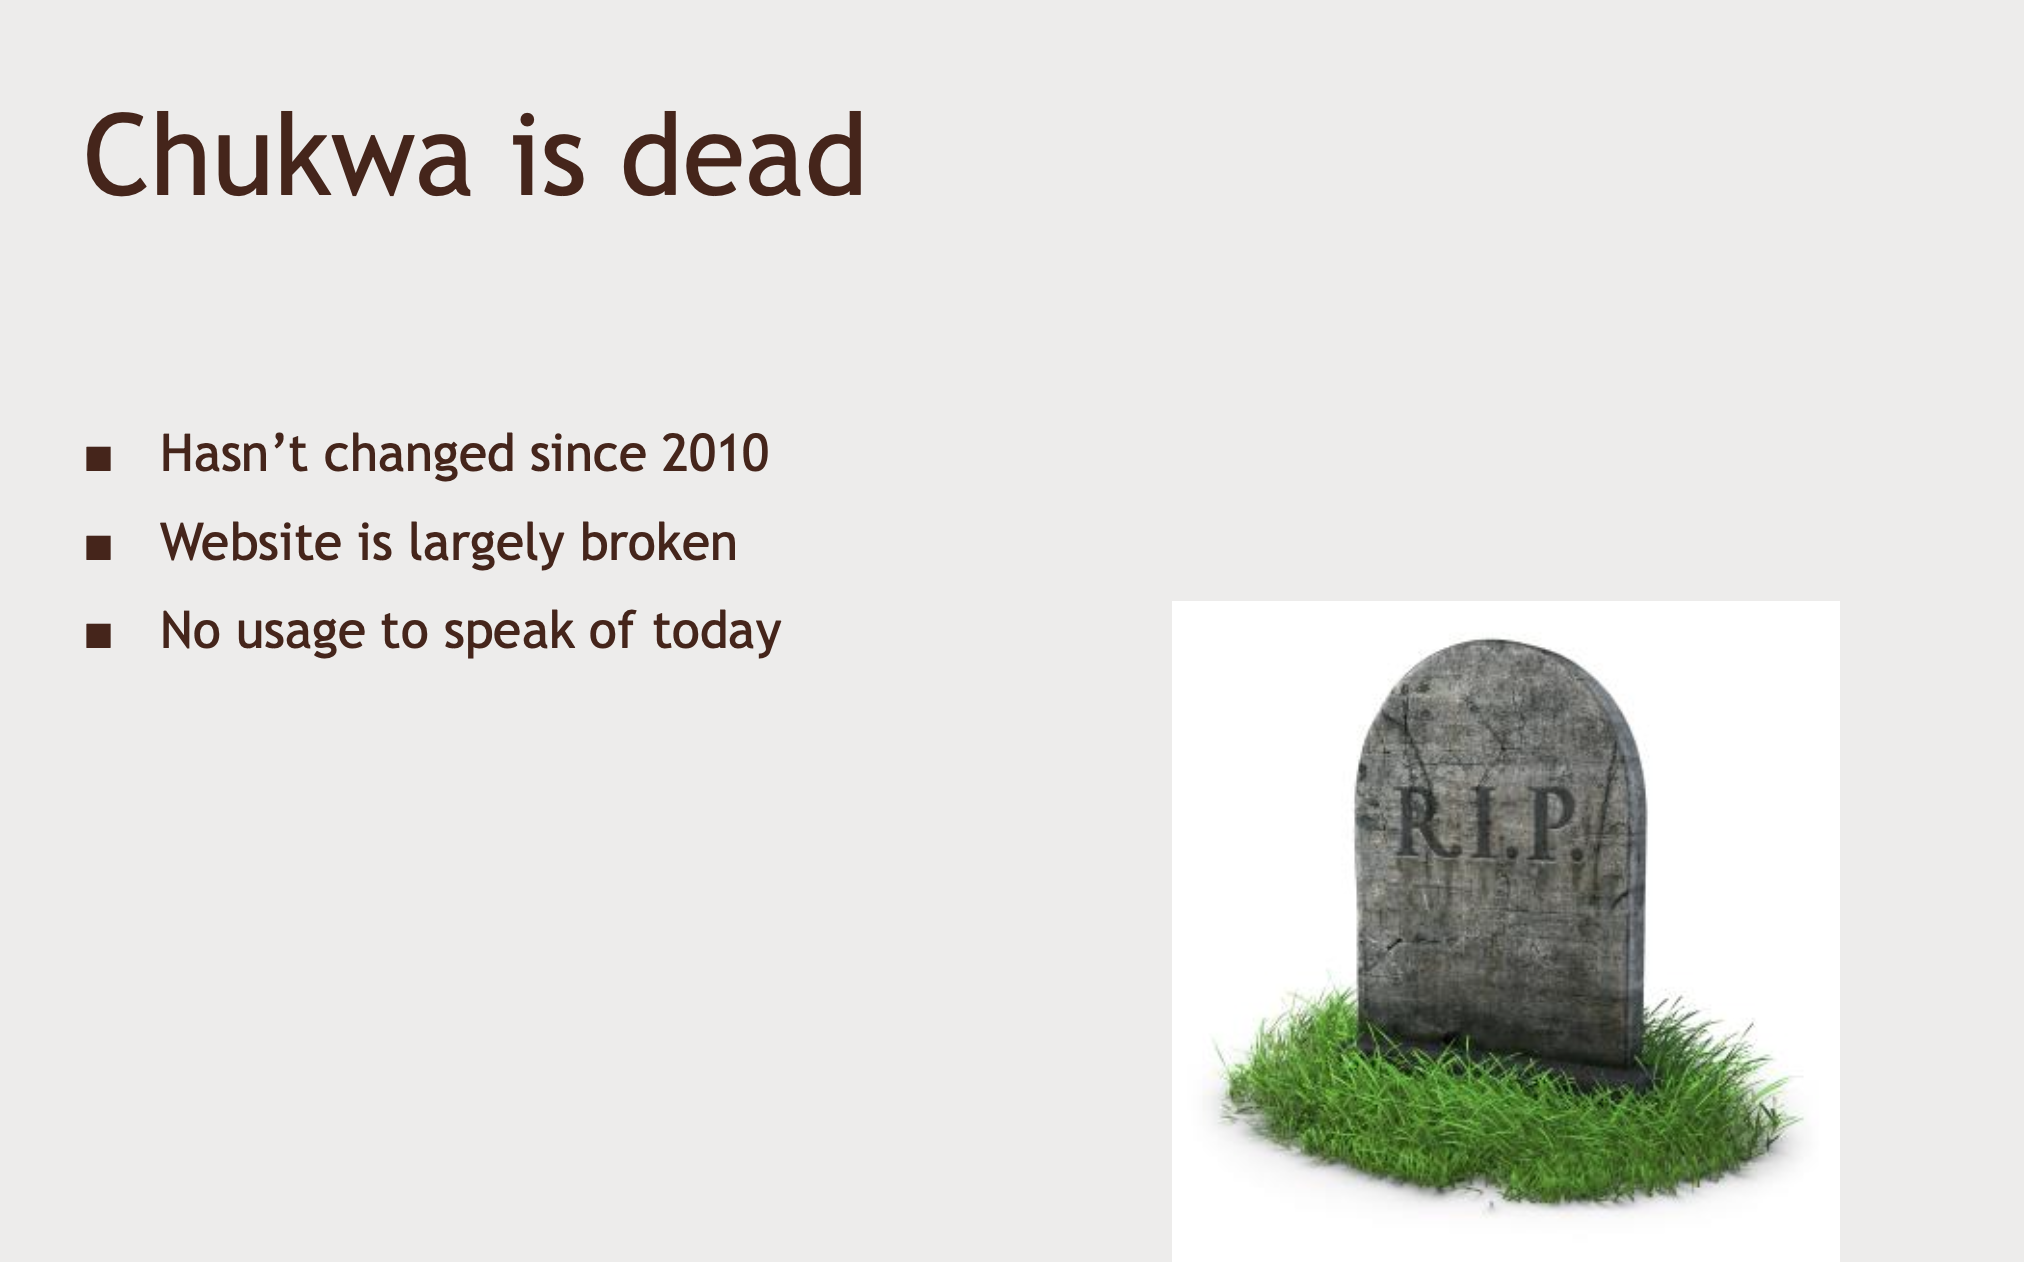 Chukwa is dead
▪ Hasn’t changed since 2010
▪ Website is largely broken
▪ No usage to speak of today
R.I.P.